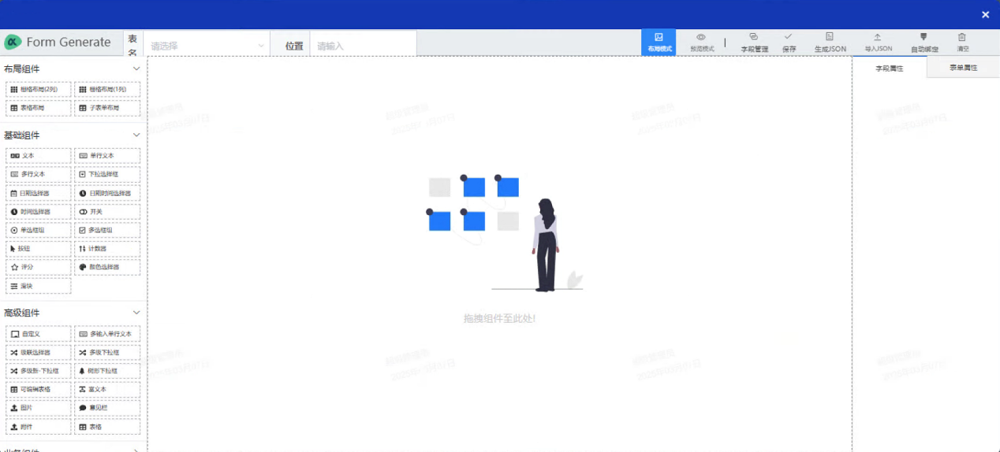 ×
Form Generate
表名
请选择
位置
请输入
布局模式
预览模式
字段管理
保存
生成JSON
导入JSON
自动绑定
清空
布局组件
栅格布局(2列)
栅格布局(1列)
表格布局
子表单布局
基础组件
文本
单行文本
多行文本
下拉选择框
日期选择器
日期时间选择器
时间选择器
开关
单选框组
多选框组
按钮
计数器
评分
颜色选择器
滑块
高级组件
自定义
多输入单行文本
级联选择器
多级下拉框
多级新-下拉框
树形下拉框
可编辑表格
富文本
图片
意见栏
附件
表格
拖拽组件至此处!
字段属性
表单属性